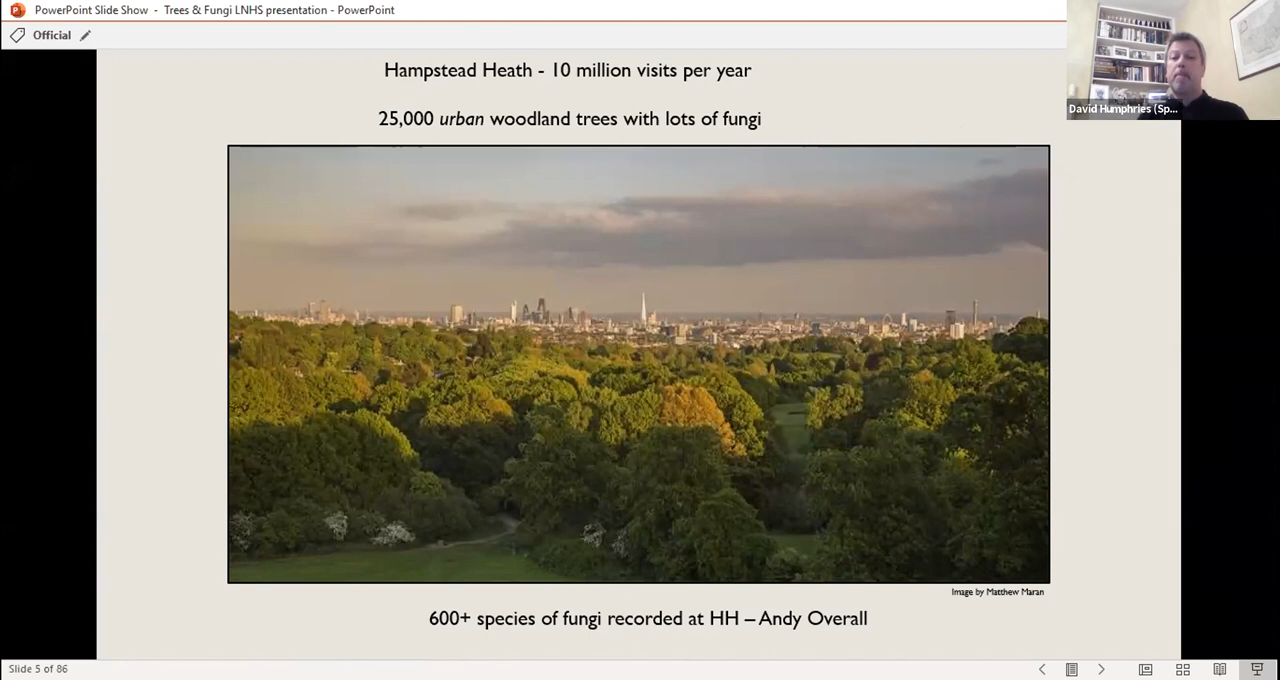 PowerPoint Slide Show - Trees & Fungi LNHS presentation - PowerPoint
Official
David Humphries (Sp...
Hampstead Heath - 10 million visits per year
25,000 urban woodland trees with lots of fungi
Image by Matthew Maran
600+ species of fungi recorded at HH – Andy Overall
Slide 5 of 86